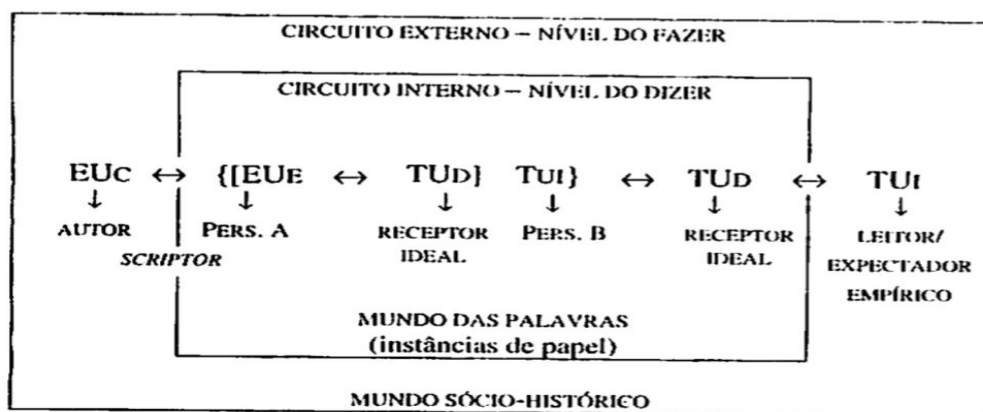 CIRCUITO EXTERNO – NÍVEL DO FAZER
CIRCUITO INTERNO – NÍVEL DO DIZER
EUC ↔ {[EUE ↔ TUD] TUI} ↔ TUD ↔ TUI
↓ ↓ ↓ ↓ ↓ ↓
AUTOR PERS. A RECEPTOR PERS. B RECEPTOR LEITOR/
SCRIPTOR IDEAL IDEAL EXPECTADOR
EMPÍRICO
MUNDO DAS PALAVRAS
(instâncias de papel)
MUNDO SÓCIO-HISTÓRICO